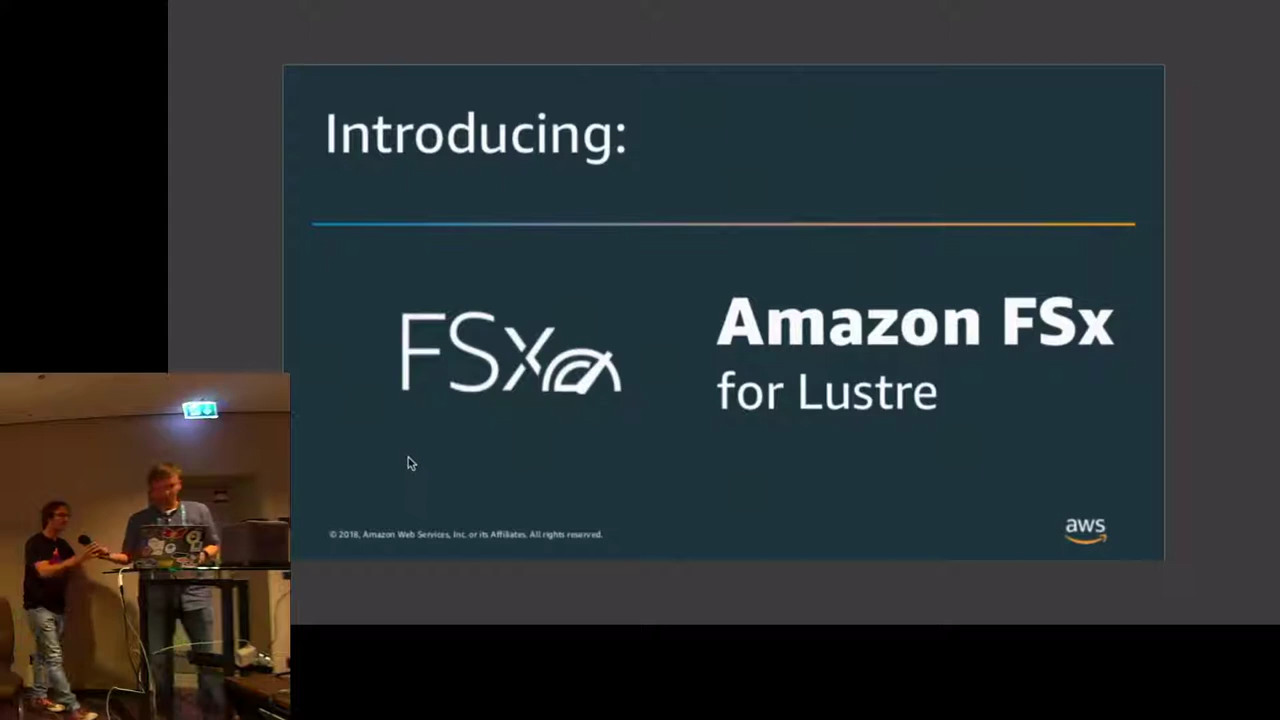 Introducing:
FSx
Amazon FSx
for Lustre
© 2018, Amazon Web Services, Inc. or its Affiliates. All rights reserved.
aws